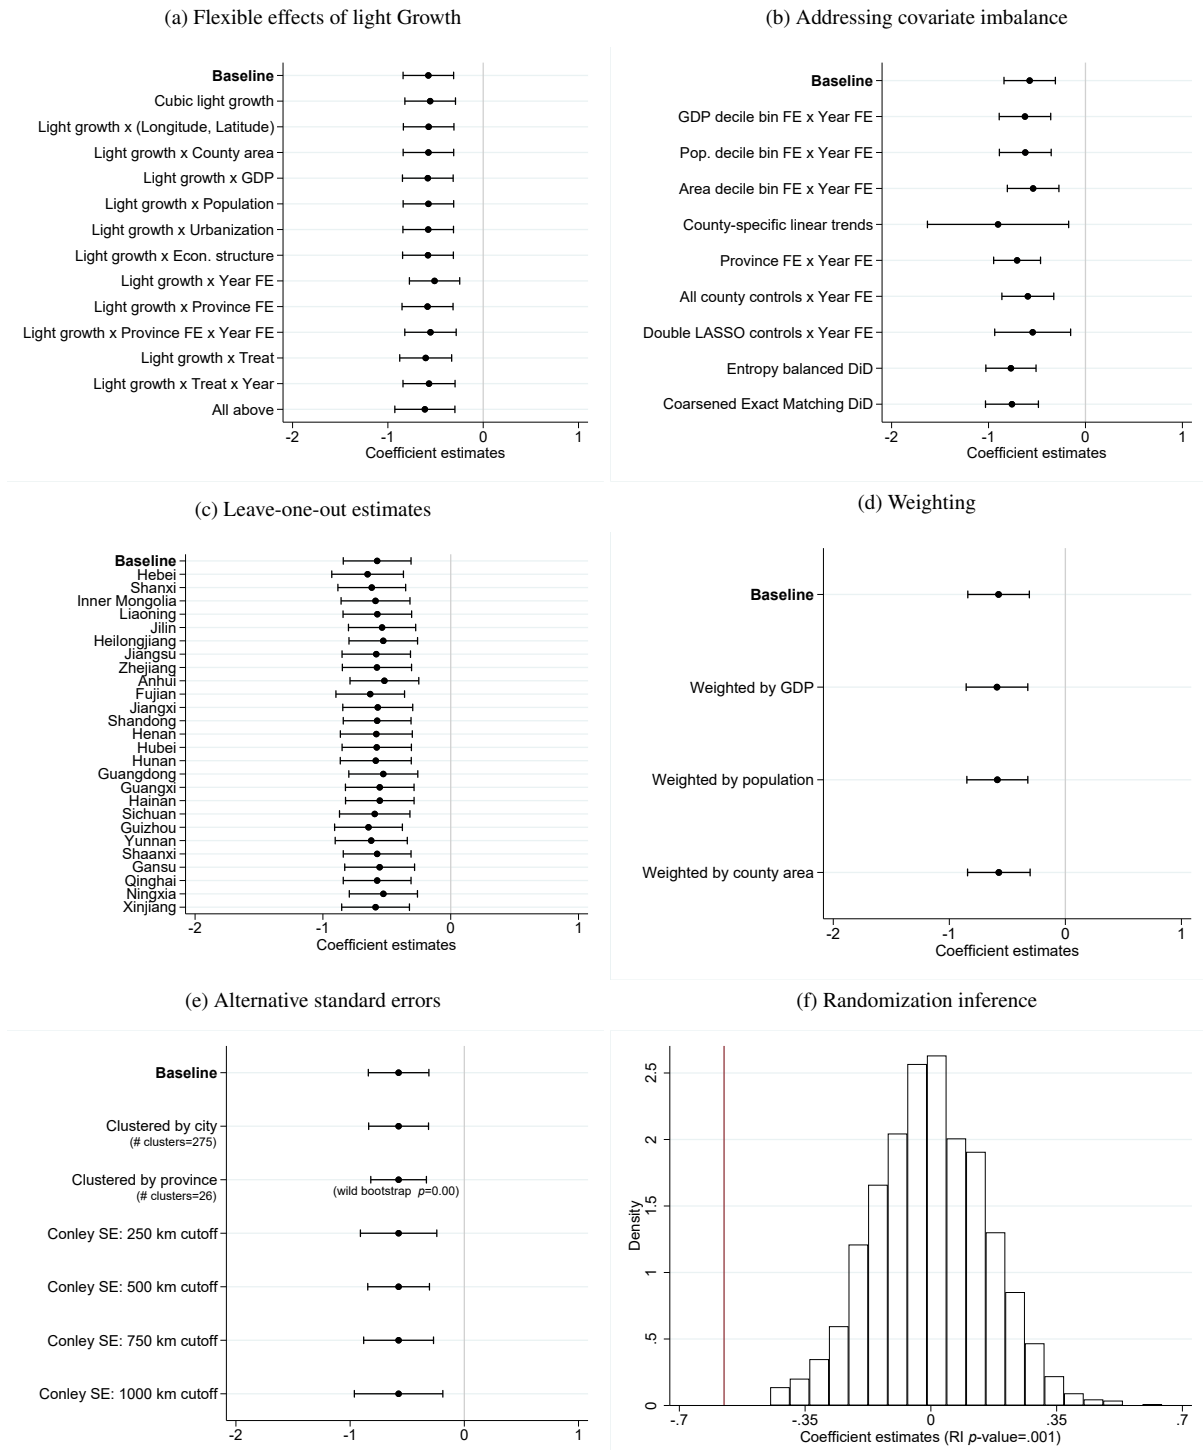 (a) Flexible effects of light Growth
Baseline
Cubic light growth
Light growth x (Longitude, Latitude)
Light growth x County area
Light growth x GDP
Light growth x Population
Light growth x Urbanization
Light growth x Econ. structure
Light growth x Year FE
Light growth x Province FE
Light growth x Province FE x Year FE
Light growth x Treat
Light growth x Treat x Year
All above
-2 -1 0 1
Coefficient estimates
(b) Addressing covariate imbalance
Baseline
GDP decile bin FE x Year FE
Pop. decile bin FE x Year FE
Area decile bin FE x Year FE
County-specific linear trends
Province FE x Year FE
All county controls x Year FE
Double LASSO controls x Year FE
Entropy balanced DiD
Coarsened Exact Matching DiD
-2 -1 0 1
Coefficient estimates
(c) Leave-one-out estimates
Baseline
Hebei
Shanxi
Inner Mongolia
Liaoning
Jilin
Heilongjiang
Jiangsu
Zhejiang
Anhui
Fujian
Jiangxi
Shandong
Henan
Hubei
Hunan
Guangdong
Guangxi
Hainan
Sichuan
Guizhou
Yunnan
Shaanxi
Gansu
Qinghai
Ningxia
Xinjiang
-2 -1 0 1
Coefficient estimates
(d) Weighting
Baseline
Weighted by GDP
Weighted by population
Weighted by county area
-2 -1 0 1
Coefficient estimates
(e) Alternative standard errors
Baseline
Clustered by city
(# clusters=275)
Clustered by province
(# clusters=26)
(wild bootstrap p=0.00)
Conley SE: 250 km cutoff
Conley SE: 500 km cutoff
Conley SE: 750 km cutoff
Conley SE: 1000 km cutoff
-2 -1 0 1
(f) Randomization inference
Density
2.5
2
1.5
1
.5
0
-.7 -.35 0 .35 .7
Coefficient estimates (RI p-value=.001)